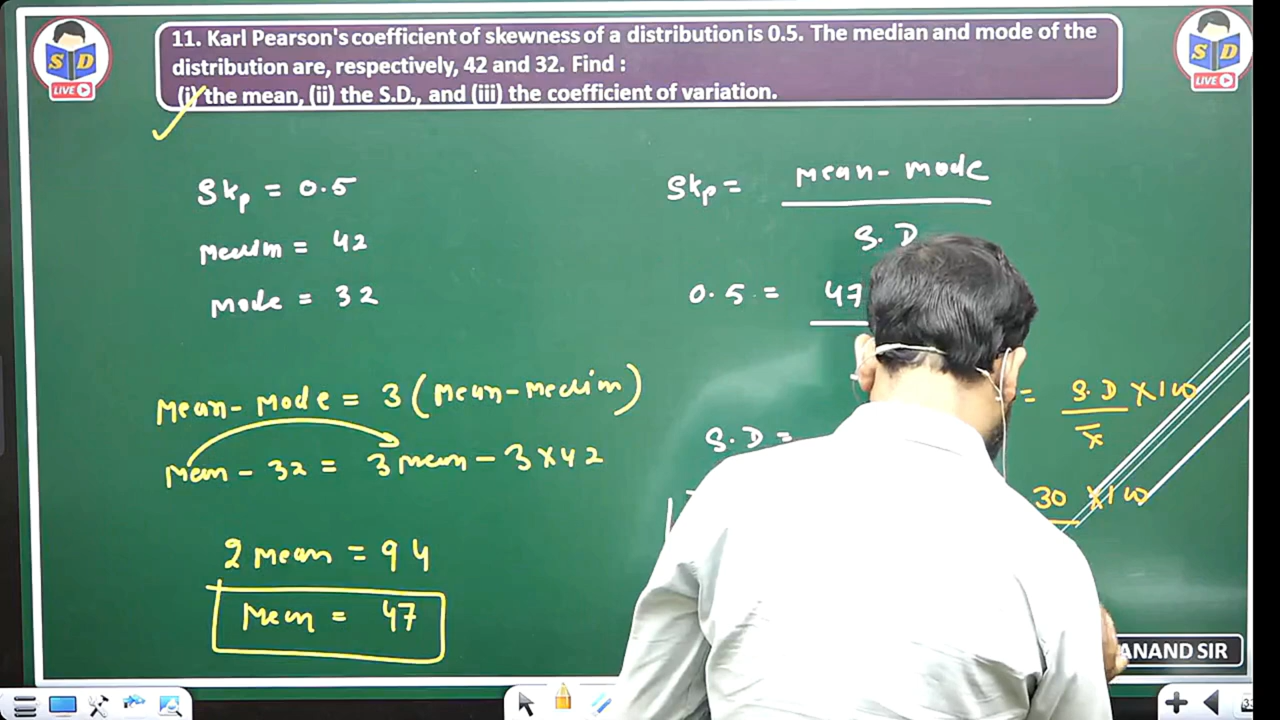 11. Karl Pearson's coefficient of skewness of a distribution is 0.5. The median and mode of the
distribution are, respectively, 42 and 32. Find :
(i) the mean, (ii) the S.D., and (iii) the coefficient of variation.
S D
LIVE
S D
LIVE
Skp = 0.5
Median = 42
Mode = 32
Mean - Mode = 3 (Mean - Median)
Mean - 32 = 3 Mean - 3 × 42
2 Mean = 94
Mean = 47
Skp = Mean - Mode
S.D
0.5 = 47
S.D =
= S.D × 100
x̄
30 × 100
ANAND SIR